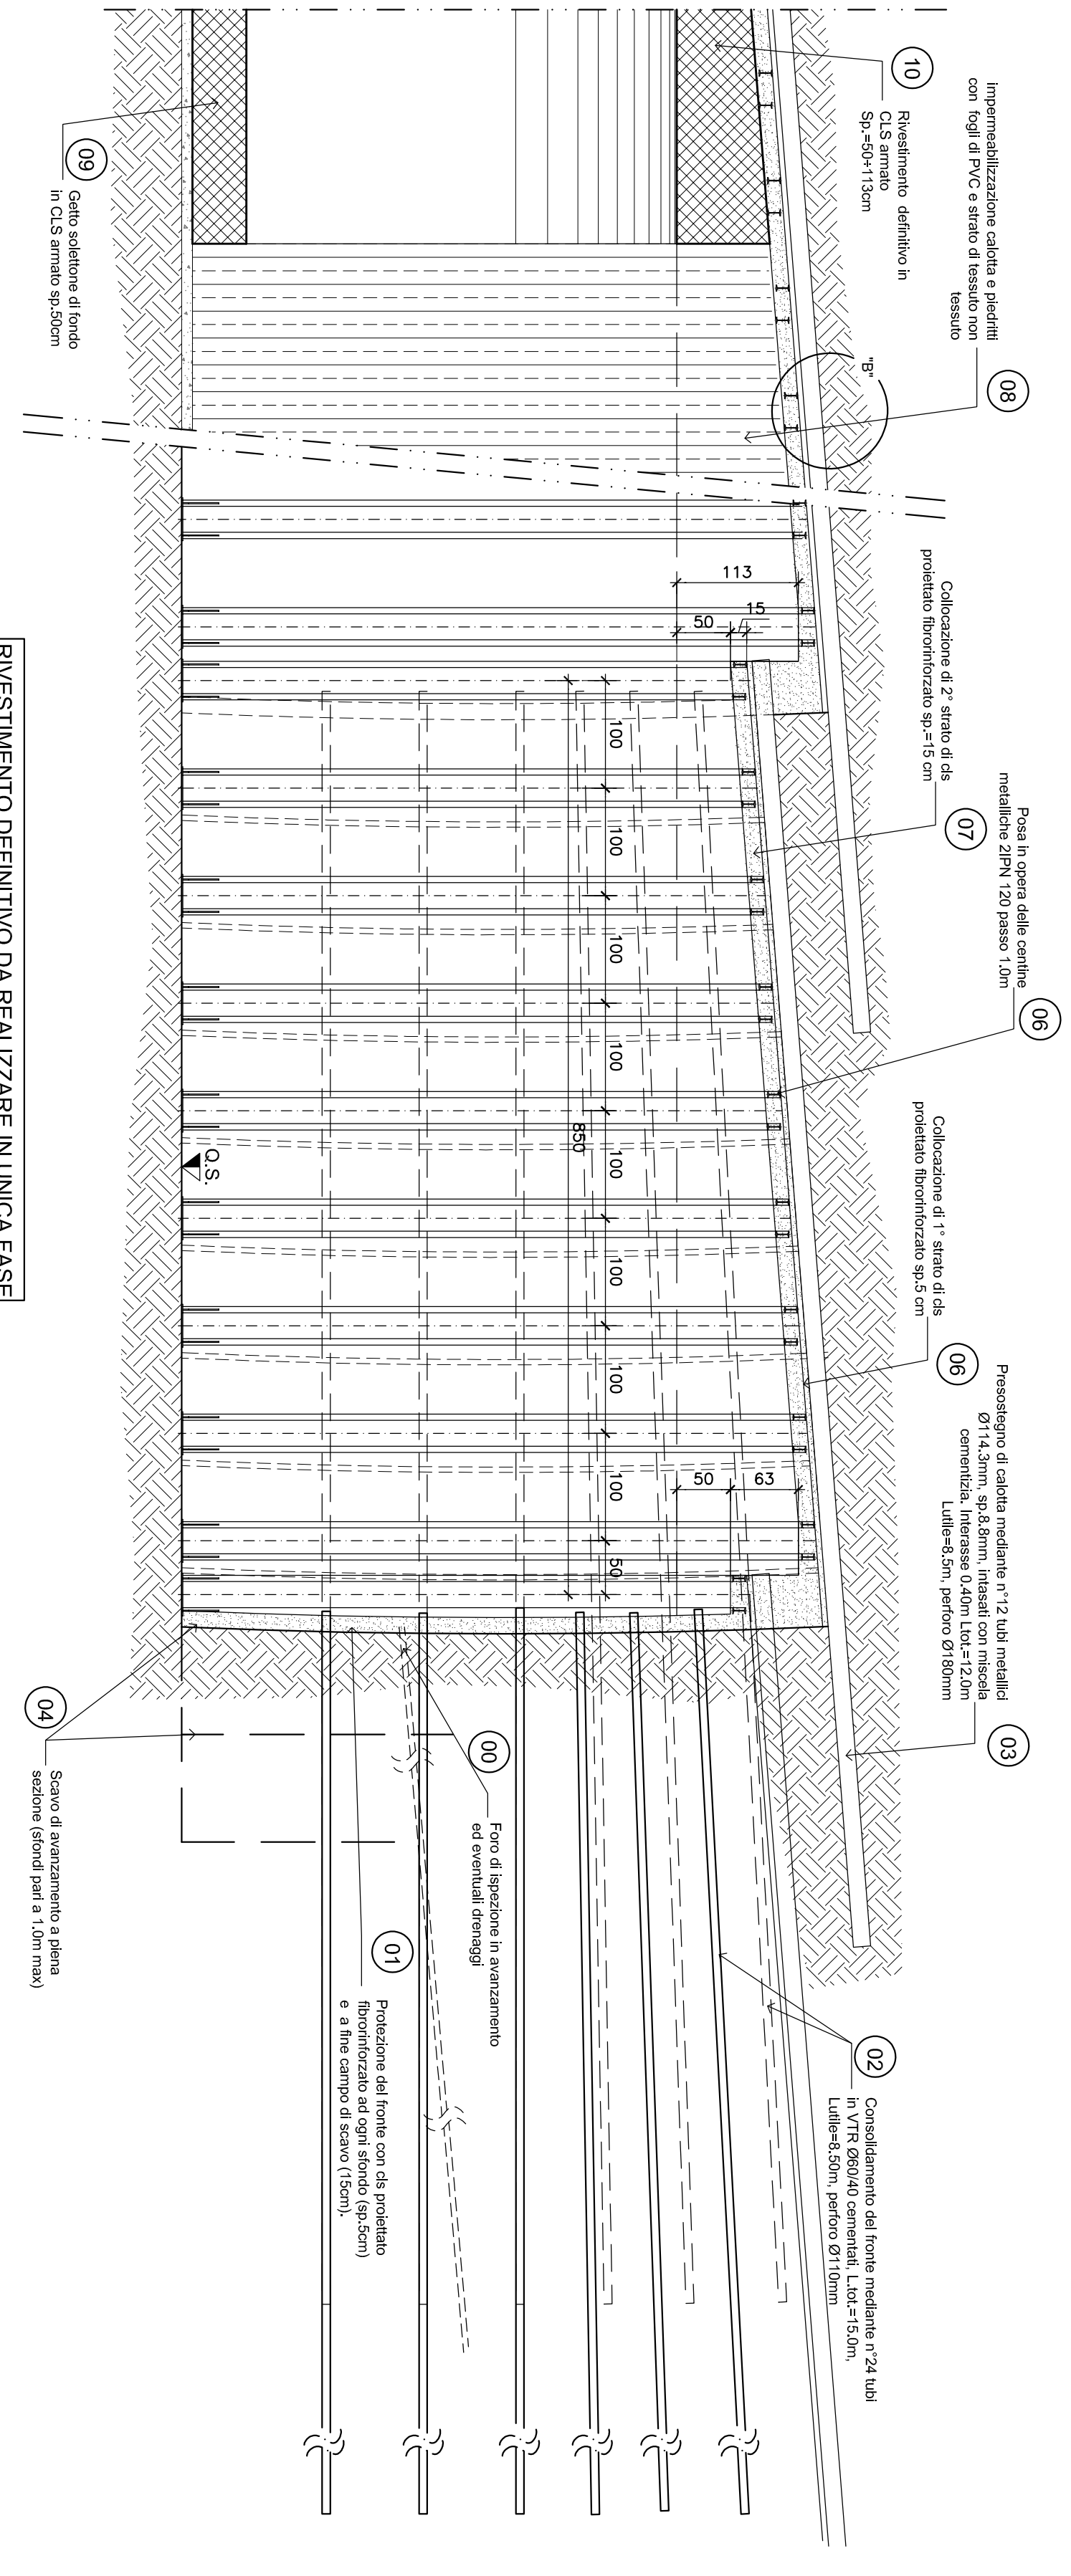 10
Rivestimento definitivo in
CLS armato
Sp.=50÷113cm
impermeabilizzazione calotta e piedritti
con fogli di PVC e strato di tessuto non
tessuto
08
"B"
Collocazione di 2° strato di cls
proiettato fibrorinforzato sp.=15 cm
07
Posa in opera delle centine
metalliche 2IPN 120 passo 1.0m
06
Collocazione di 1° strato di cls
proiettato fibrorinforzato sp.5 cm
06
Presostegno di calotta mediante n°12 tubi metallici
Ø114.3mm, sp.8.8mm, intasati con miscela
cementizia. Interasse 0.40m Ltot.=12.0m
Lutile=8.5m, perforo Ø180mm
03
02
Consolidamento del fronte mediante n°24 tubi
in VTR Ø60/40 cementati, L.tot.=15.0m,
Lutile=8.50m, perforo Ø110mm
113
15
50
100
100
100
100
100
100
100
100
50
850
50
63
Q.S.
00
Foro di ispezione in avanzamento
ed eventuali drenaggi
01
Protezione del fronte con cls proiettato
fibrorinforzato ad ogni sfondo (sp.5cm)
e a fine campo di scavo (15cm).
04
Scavo di avanzamento a piena
sezione (sfondi pari a 1.0m max)
09
Getto solettone di fondo
in CLS armato sp.50cm
RIVESTIMENTO DEFINITIVO DA REALIZZARE IN UNICA FASE